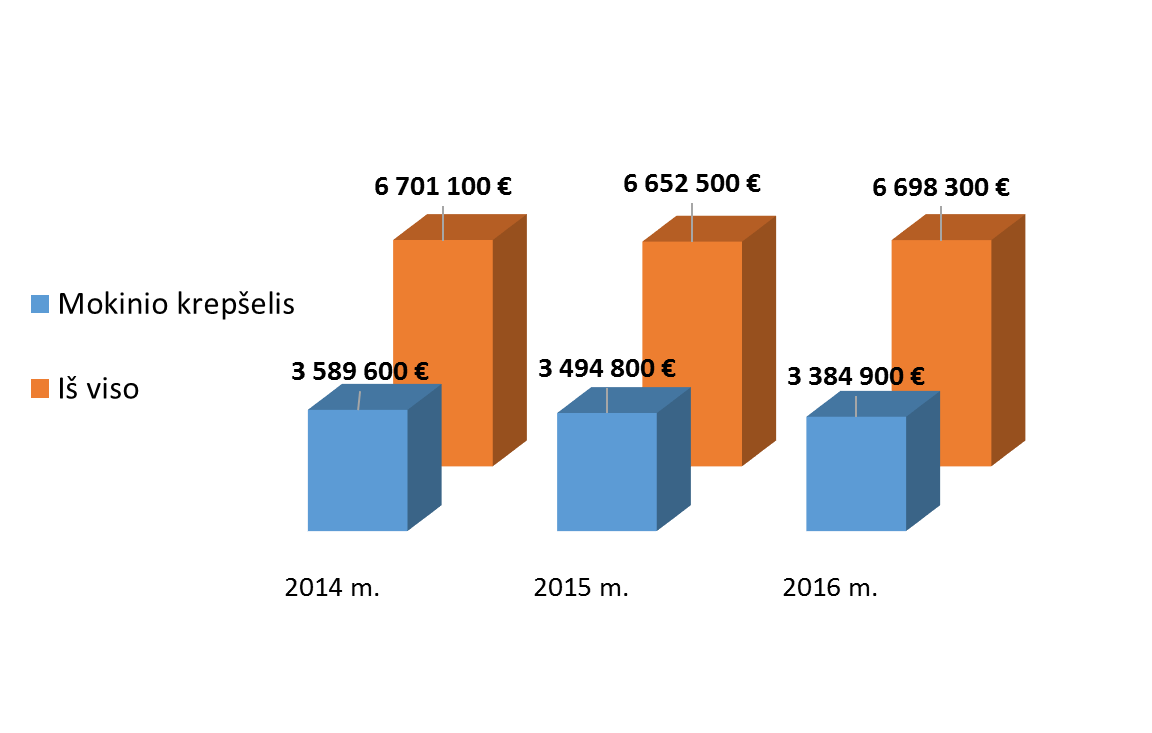 6 701 100 €
6 652 500 €
6 698 300 €
Mokinio krepšelis
Iš viso
3 589 600 €
3 494 800 €
3 384 900 €
2014 m.
2015 m.
2016 m.